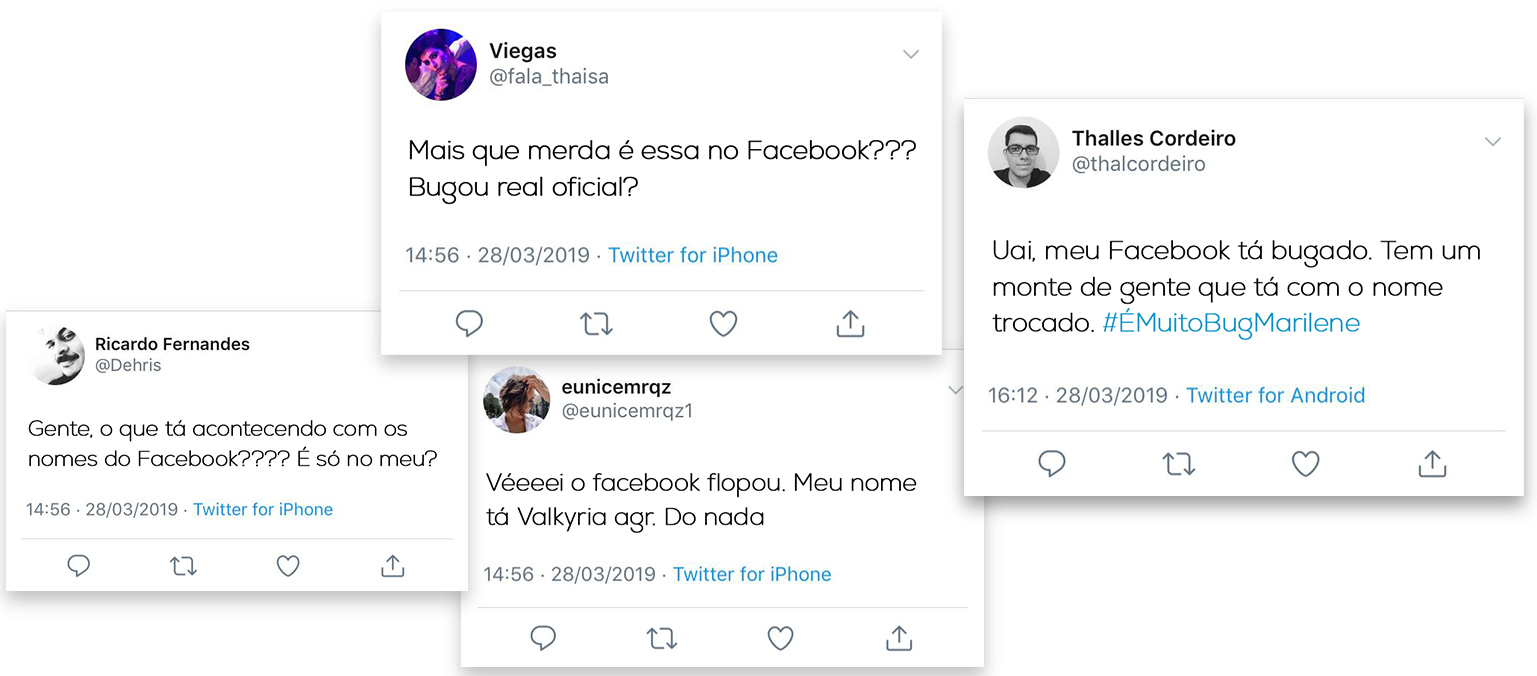 Viegas
@fala_thaisa
Mais que merda é essa no Facebook???
Bugou real oficial?
14:56 · 28/03/2019 · Twitter for iPhone
Thalles Cordeiro
@thalcordeiro
Uai, meu Facebook tá bugado. Tem um
monte de gente que tá com o nome
trocado. #ÉMuitoBugMarilene
16:12 · 28/03/2019 · Twitter for Android
Ricardo Fernandes
@Dehris
Gente, o que tá acontecendo com os
nomes do Facebook???? É só no meu?
14:56 · 28/03/2019 · Twitter for iPhone
eunicemrqz
@eunicemrqz1
Véeeei o facebook flopou. Meu nome
tá Valkyria agr. Do nada
14:56 · 28/03/2019 · Twitter for iPhone